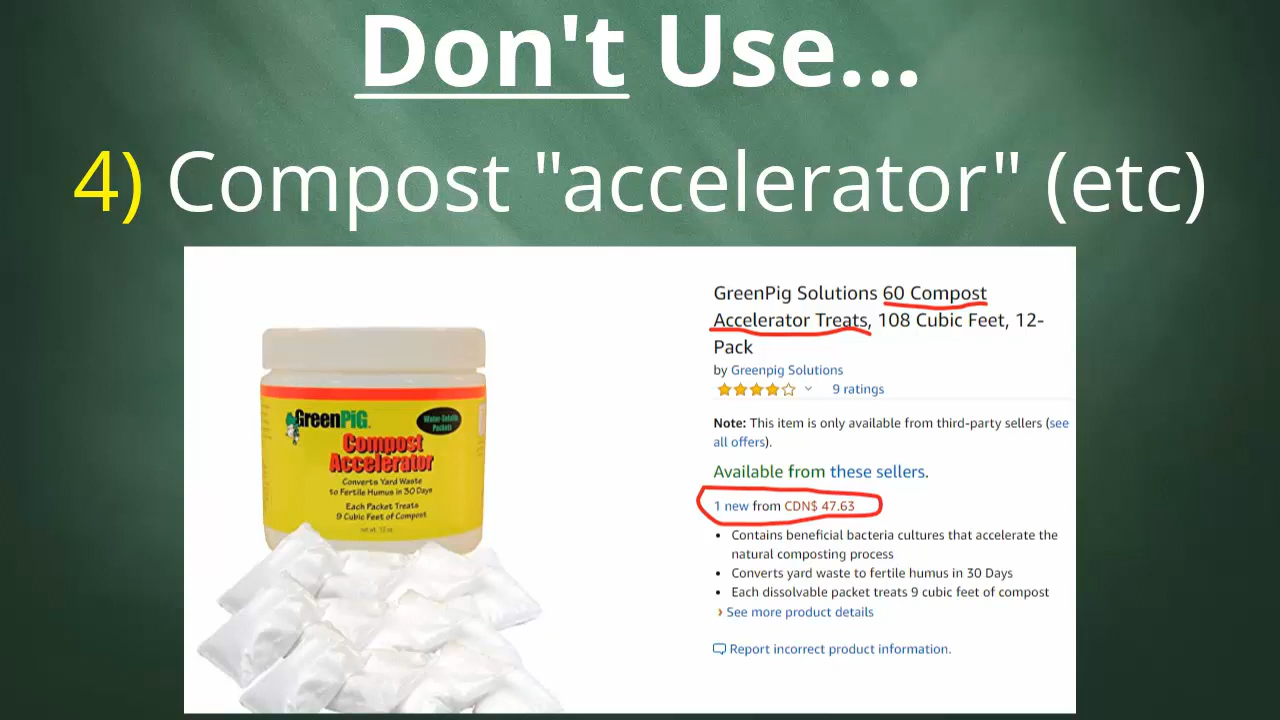 Don't Use...
4) Compost "accelerator" (etc)
GreenPig Solutions 60 Compost
Accelerator Treats, 108 Cubic Feet, 12-
Pack
by Greenpig Solutions
9 ratings
Note: This item is only available from third-party sellers (see
all offers).
Available from these sellers.
1 new from CDN$ 47.63
• Contains beneficial bacteria cultures that accelerate the
natural composting process
• Converts yard waste to fertile humus in 30 Days
• Each dissolvable packet treats 9 cubic feet of compost
› See more product details
Report incorrect product information.
GreenPiG
Water-Soluble
Packets
Compost
Accelerator
Converts Yard Waste
to Fertile Humus in 30 Days
Each Packet Treats
9 Cubic Feet of Compost